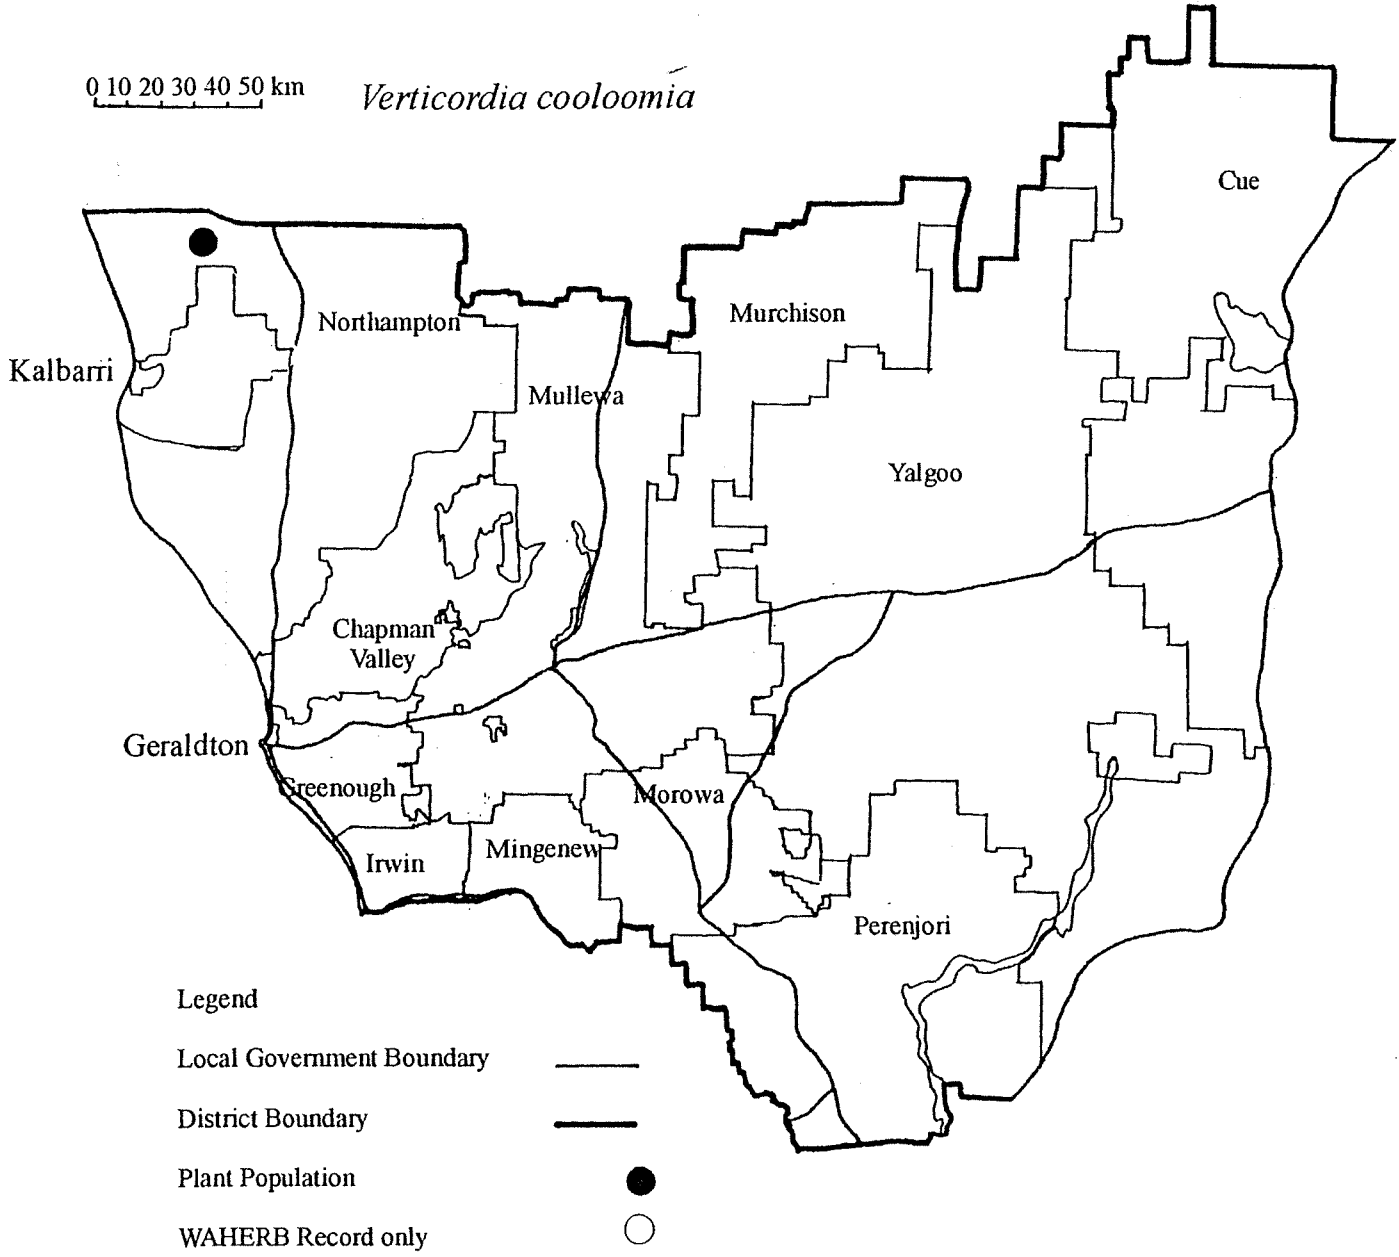 0 10 20 30 40 50 km
Verticordia cooloomia
Cue
Murchison
Northampton
Kalbarri
Mullewa
Yalgoo
Chapman
Valley
Geraldton
Greenough
Morowa
Irwin
Mingenew
Perenjori
Legend
Local Government Boundary
District Boundary
Plant Population
WAHERB Record only